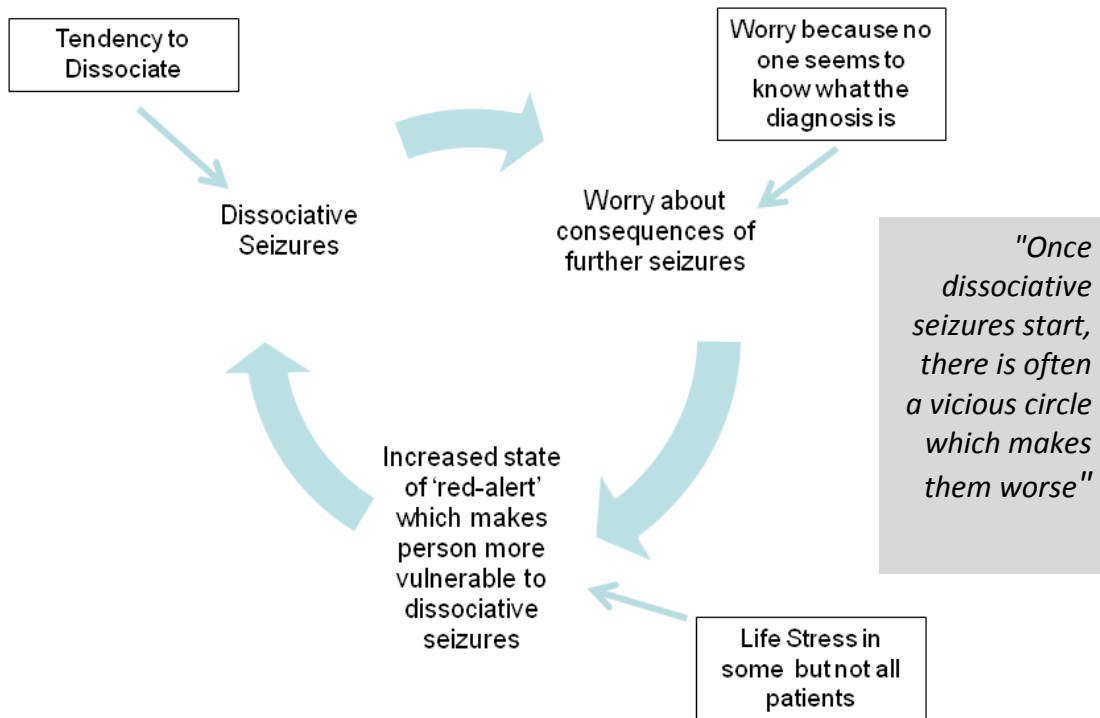 Tendency to
Dissociate
Worry because no
one seems to
know what the
diagnosis is
Dissociative
Seizures
Worry about
consequences of
further seizures
"Once
dissociative
seizures start,
there is often
a vicious circle
which makes
them worse"
Increased state
of ‘red-alert’
which makes
person more
vulnerable to
dissociative
seizures
Life Stress in
some but not all
patients